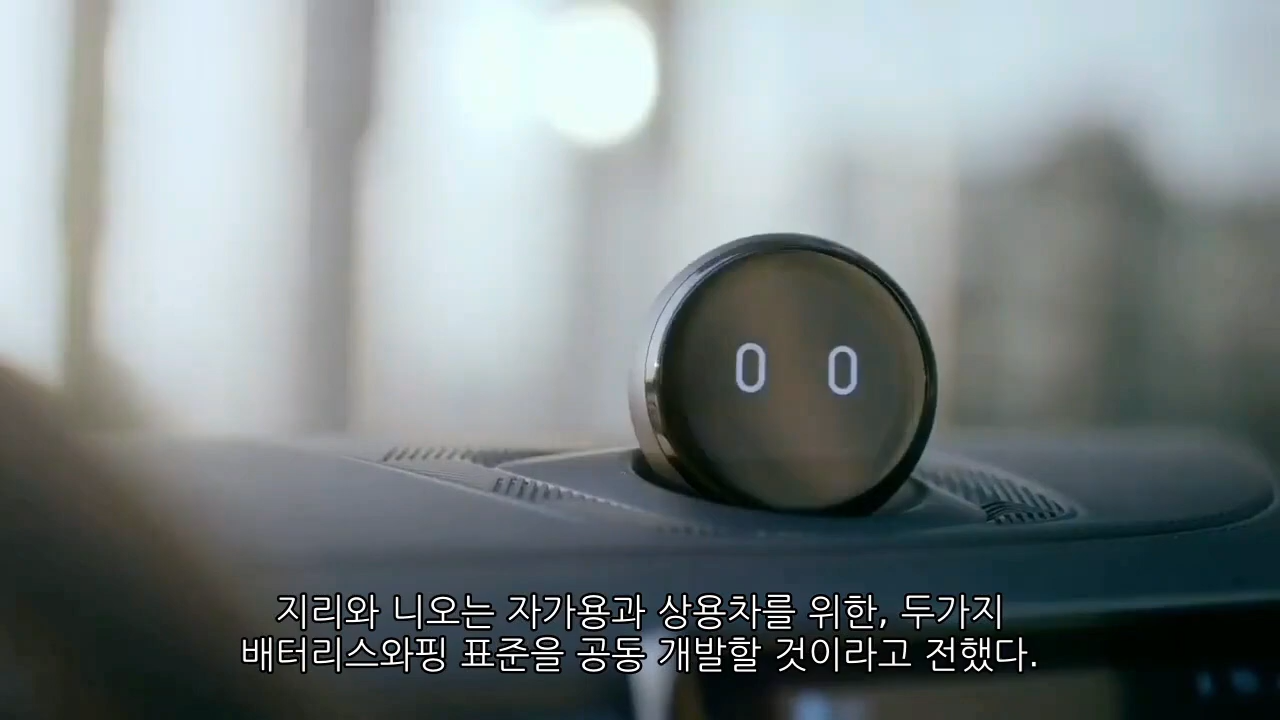 지리와 니오는 자가용과 상용차를 위한, 두가지
배터리스와핑 표준을 공동 개발할 것이라고 전했다.